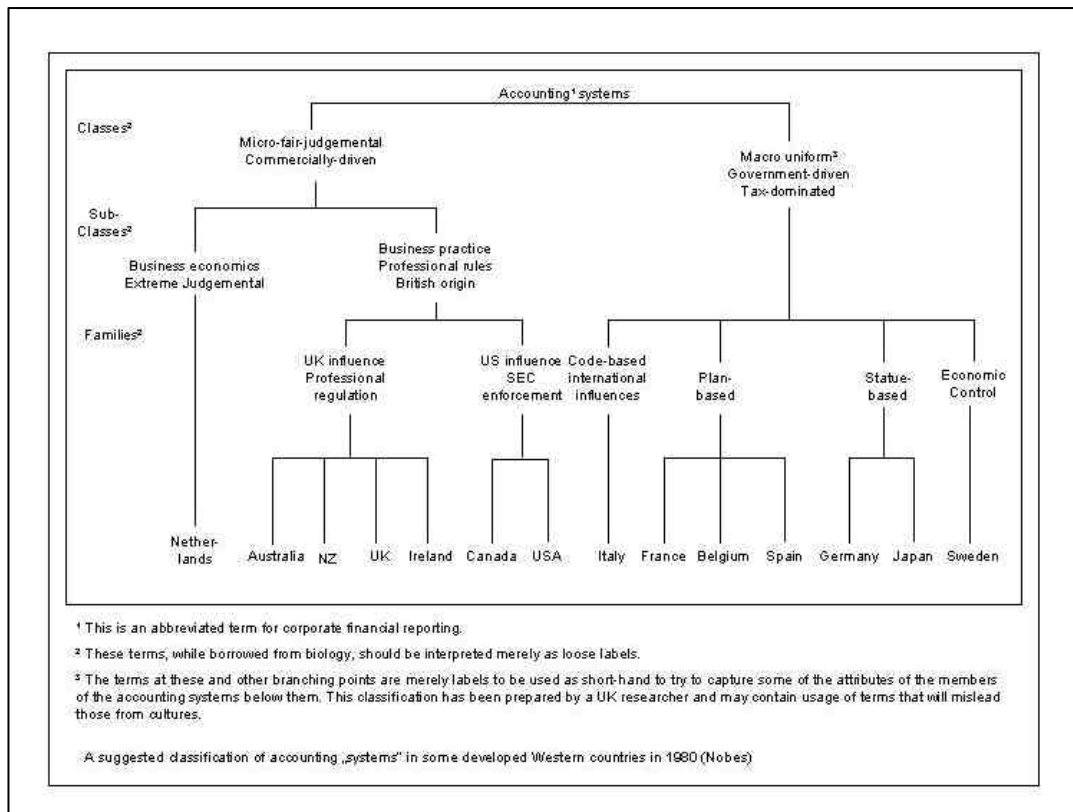 Accounting¹ systems
Classes²
Micro-fair-judgemental
Commercially-driven
Macro uniform³
Government-driven
Tax-dominated
Sub-
Classes²
Business economics
Extreme Judgemental
Business practice
Professional rules
British origin
Families²
UK influence
Professional
regulation
US influence
SEC
enforcement
Code-based
international
influences
Plan-
based
Statue-
based
Economic
Control
Nether-
lands
Australia
NZ
UK
Ireland
Canada
USA
Italy
France
Belgium
Spain
Germany
Japan
Sweden
¹ This is an abbreviated term for corporate financial reporting.
² These terms, while borrowed from biology, should be interpreted merely as loose labels.
³ The terms at these and other branching points are merely labels to be used as short-hand to try to capture some of the attributes of the members
of the accounting systems below them. This classification has been prepared by a UK researcher and may contain usage of terms that will mislead
those from cultures.
A suggested classification of accounting „systems" in some developed Western countries in 1980 (Nobes)